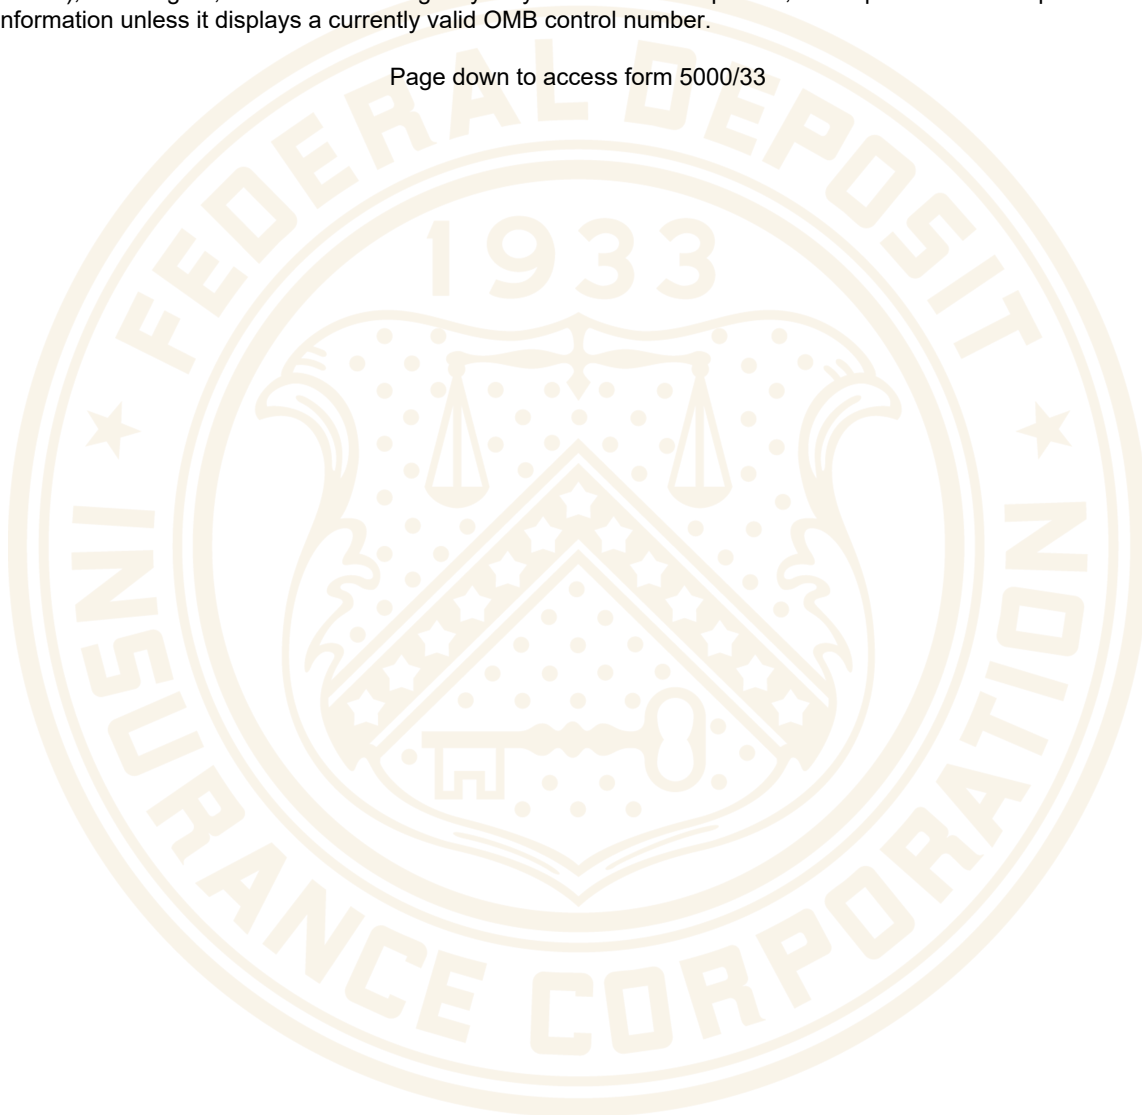 information unless it displays a currently valid OMB control number.
Page down to access form 5000/33
FEDERAL DEPOSIT
1933
INSURANCE CORPORATION